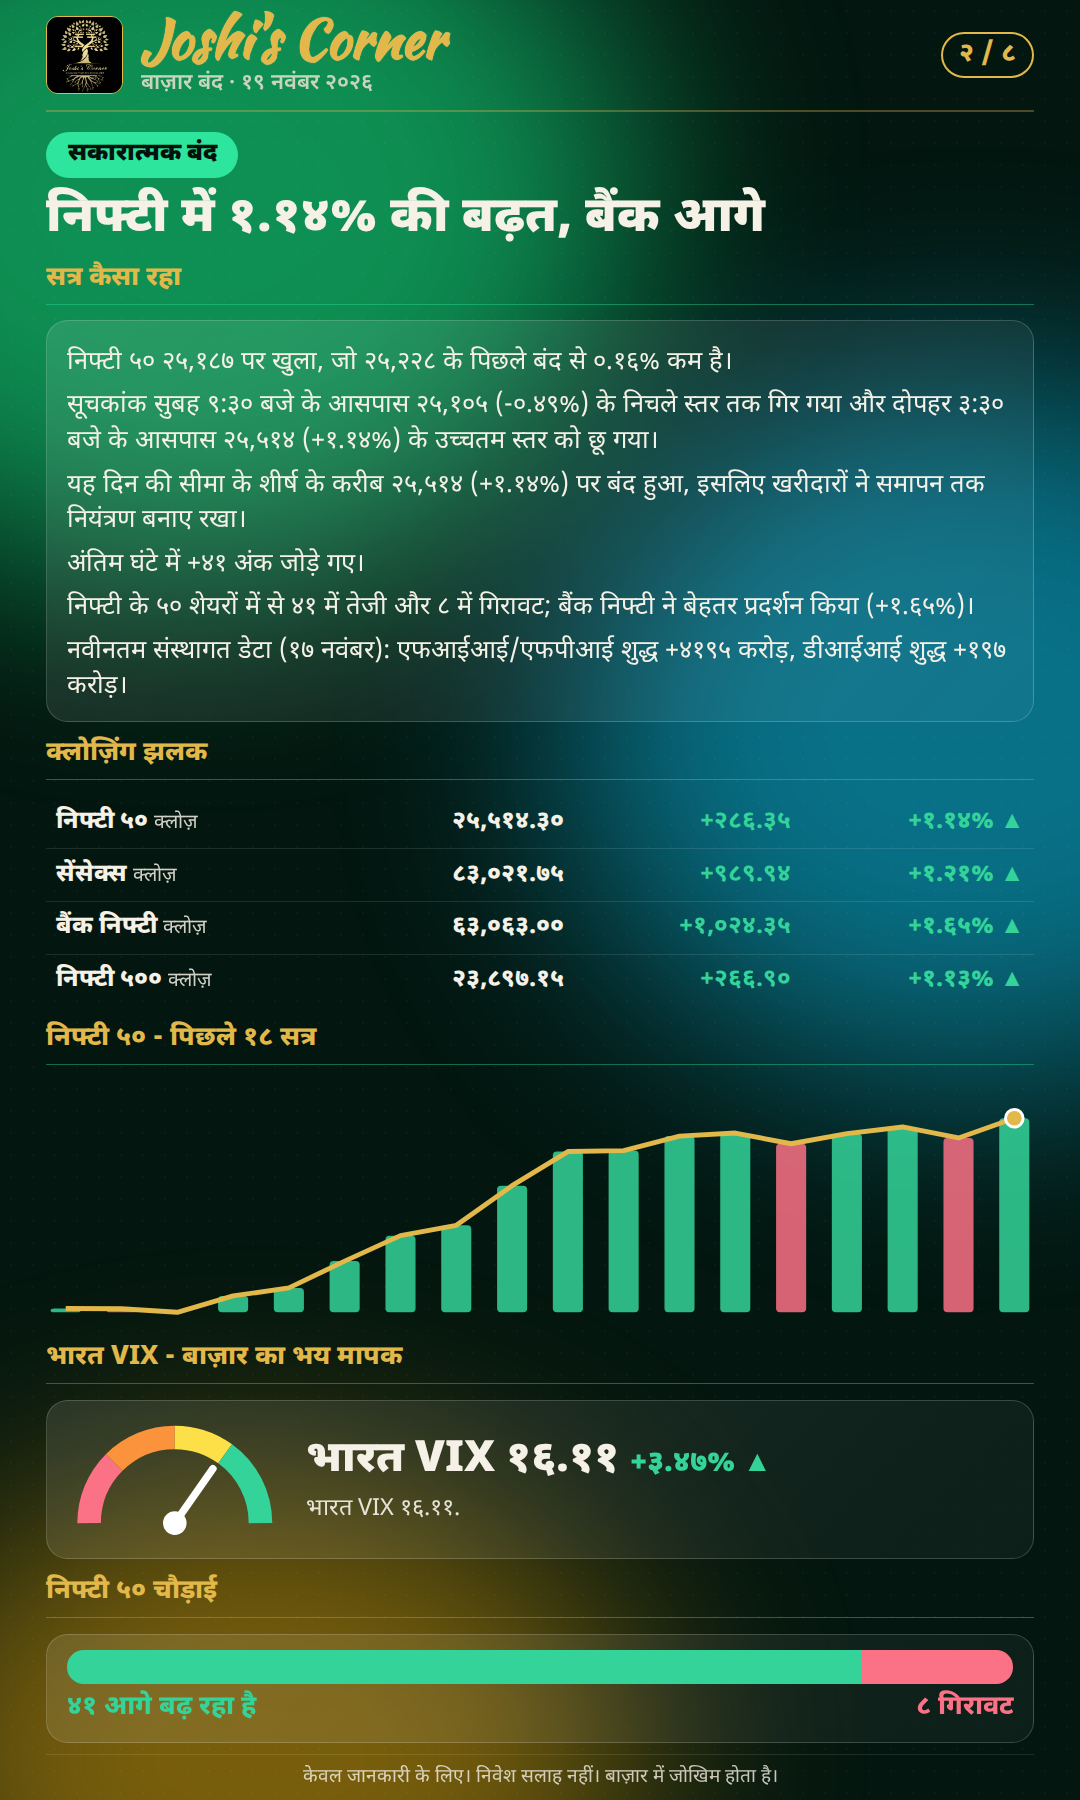 Joshi's Corner
Joshi's Corner
बाज़ार बंद · १९ नवंबर २०२६
२ / ८
सकारात्मक बंद
निफ्टी में १.१४% की बढ़त, बैंक आगे
सत्र कैसा रहा
निफ्टी ५० २५,१८७ पर खुला, जो २५,२२८ के पिछले बंद से ०.१६% कम है।
सूचकांक सुबह ९:३० बजे के आसपास २५,१०५ (-०.४९%) के निचले स्तर तक गिर गया और दोपहर ३:३०
बजे के आसपास २५,५१४ (+१.१४%) के उच्चतम स्तर को छू गया।
यह दिन की सीमा के शीर्ष के करीब २५,५१४ (+१.१४%) पर बंद हुआ, इसलिए खरीदारों ने समापन तक
नियंत्रण बनाए रखा।
अंतिम घंटे में +४१ अंक जोड़े गए।
निफ्टी के ५० शेयरों में से ४१ में तेजी और ८ में गिरावट; बैंक निफ्टी ने बेहतर प्रदर्शन किया (+१.६५%)।
नवीनतम संस्थागत डेटा (१७ नवंबर): एफआईआई/एफपीआई शुद्ध +४१९५ करोड़, डीआईआई शुद्ध +१९७
करोड़।
क्लोज़िंग झलक
निफ्टी ५० क्लोज़ २५,५१४.३० +२८६.३५ +१.१४% ▲
सेंसेक्स क्लोज़ ८३,०२१.७५ +९८९.९४ +१.२१% ▲
बैंक निफ्टी क्लोज़ ६३,०६३.०० +१,०२४.३५ +१.६५% ▲
निफ्टी ५०० क्लोज़ २३,८९७.१५ +२६६.९० +१.१३% ▲
निफ्टी ५० - पिछले १८ सत्र
भारत VIX - बाज़ार का भय मापक
भारत VIX १६.११ +३.४७% ▲
भारत VIX १६.११.
निफ्टी ५० चौड़ाई
४१ आगे बढ़ रहा है
८ गिरावट
केवल जानकारी के लिए। निवेश सलाह नहीं। बाज़ार में जोखिम होता है।